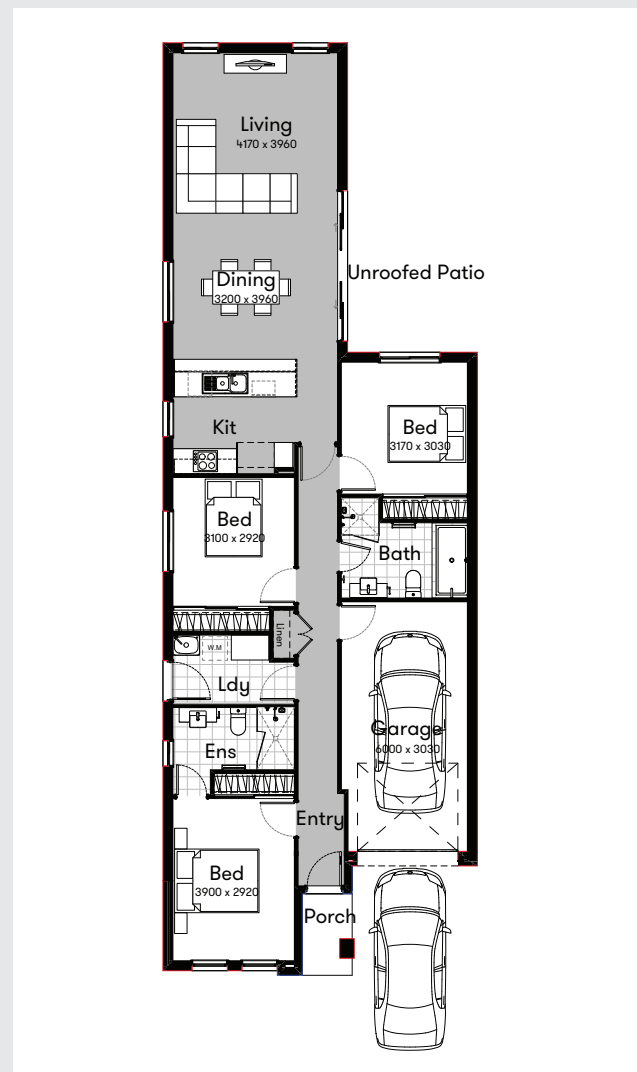 Living
4170 x 3960
Unroofed Patio
Dining
3200 x 3960
Kit
Bed
3170 x 3030
Bed
3100 x 2920
Bath
Linen
W.M
Ldy
Garage
6000 x 3030
Ens
Entry
Bed
3900 x 2920
Porch